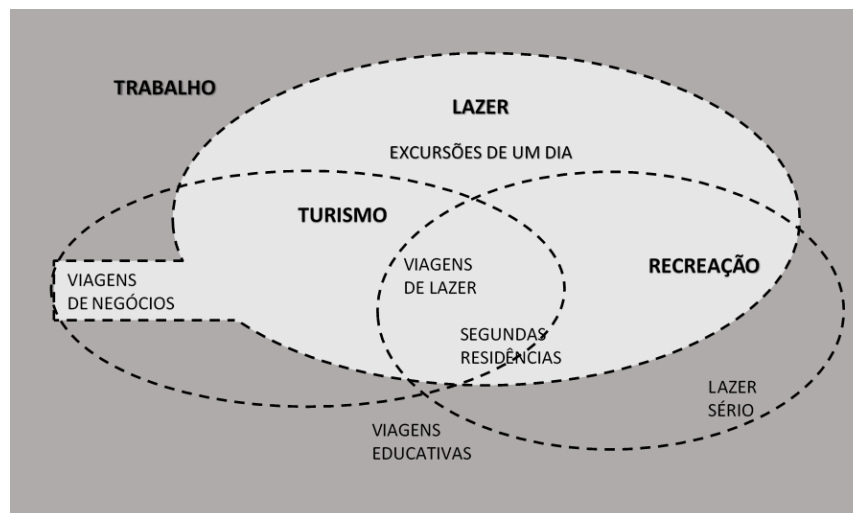 TRABALHO
LAZER
EXCURSÕES DE UM DIA
TURISMO
VIAGENS
DE LAZER
RECREAÇÃO
VIAGENS
DE NEGÓCIOS
SEGUNDAS
RESIDÊNCIAS
LAZER
SÉRIO
VIAGENS
EDUCATIVAS